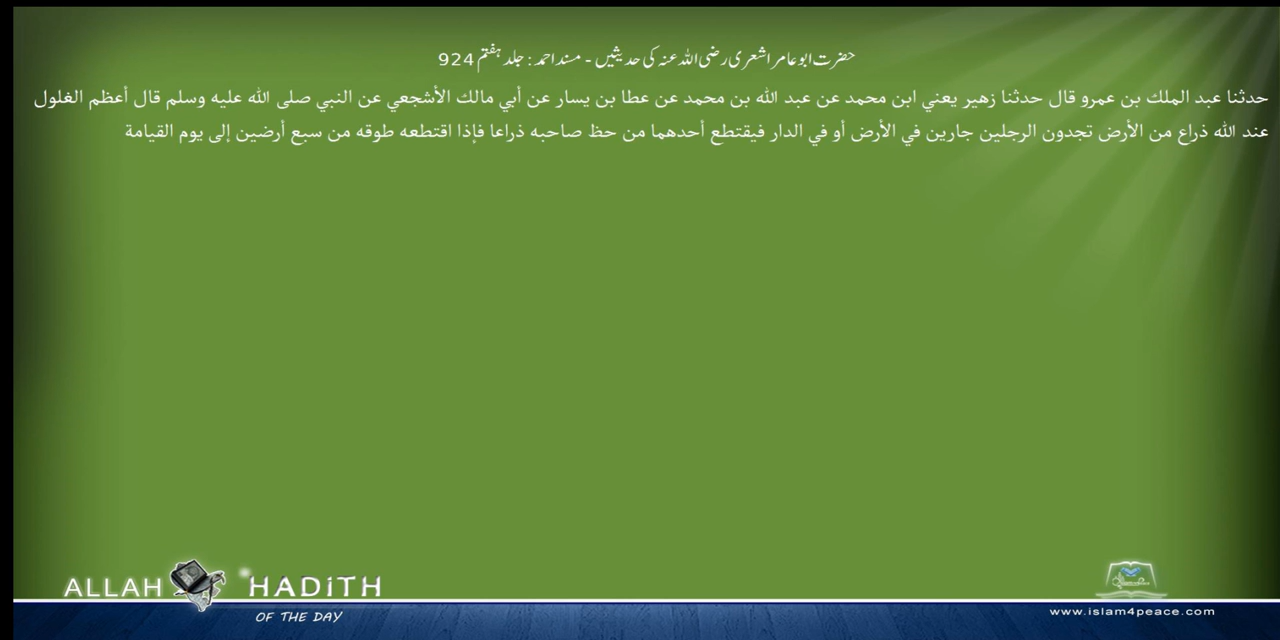 حضرت ابو عامر اشعری رضی اللہ عنہ کی حدیثیں - مسند احمد : جلد ہفتم 924
حدثنا عبد الملك بن عمرو قال حدثنا زهير يعني ابن محمد عن عبد الله بن محمد عن عطا بن يسار عن أبي مالك الأشجعي عن النبي صلى الله عليه وسلم قال أعظم الغلول
عند الله ذراع من الأرض تجدون الرجلين جارين في الأرض أو في الدار فيقتطع أحدهما من حظ صاحبه ذراعا فإذا اقتطعه طوقه من سبع أرضين إلى يوم القيامة
ALLAH HADITH
OF THE DAY
www.islam4peace.com